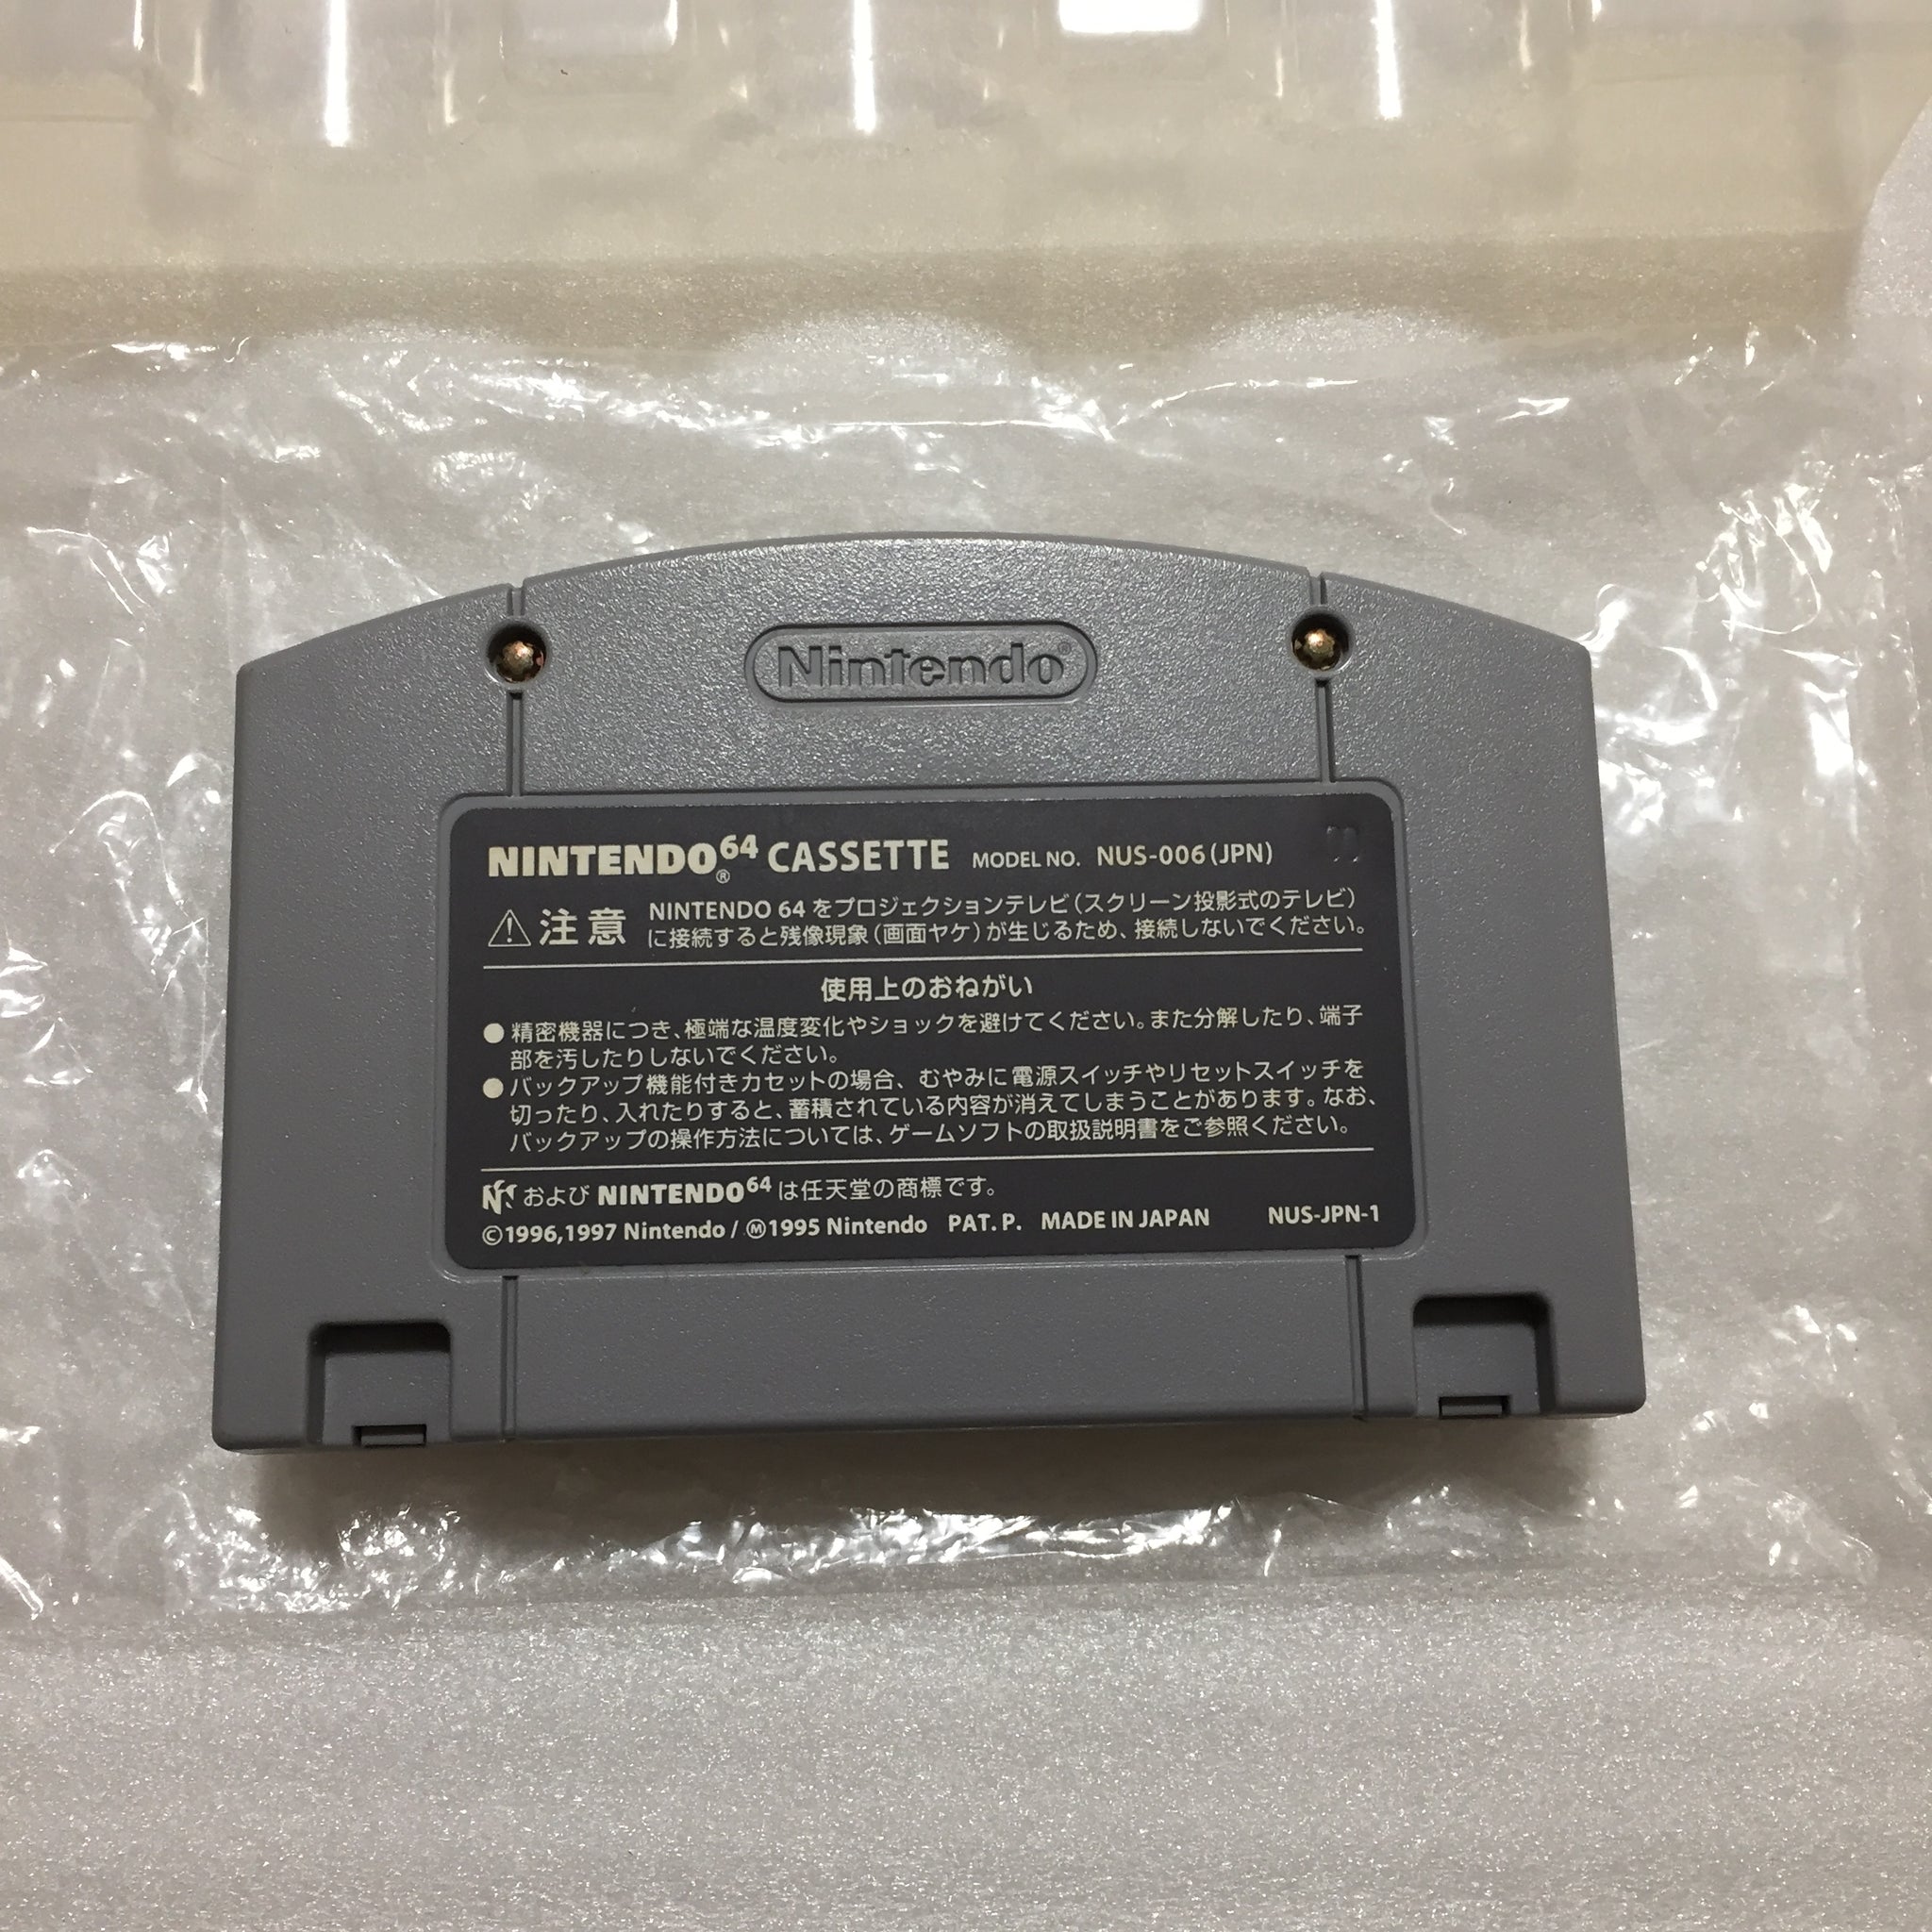 Nintendo®
NINTENDO64® CASSETTE MODEL NO. NUS-006(JPN)
⚠注意 NINTENDO 64 をプロジェクションテレビ(スクリーン投影式のテレビ)
に接続すると残像現象(画面ヤケ)が生じるため、接続しないでください。
使用上のおねがい
●精密機器につき、極端な温度変化やショックを避けてください。また分解したり、端子
部を汚したりしないでください。
●バックアップ機能付きカセットの場合、むやみに電源スイッチやリセットスイッチを
切ったり、入れたりすると、蓄積されている内容が消えてしまうことがあります。なお、
バックアップの操作方法については、ゲームソフトの取扱説明書をご参照ください。
および NINTENDO64 は任天堂の商標です。
©1996,1997 Nintendo / Ⓜ1995 Nintendo PAT. P. MADE IN JAPAN NUS-JPN-1